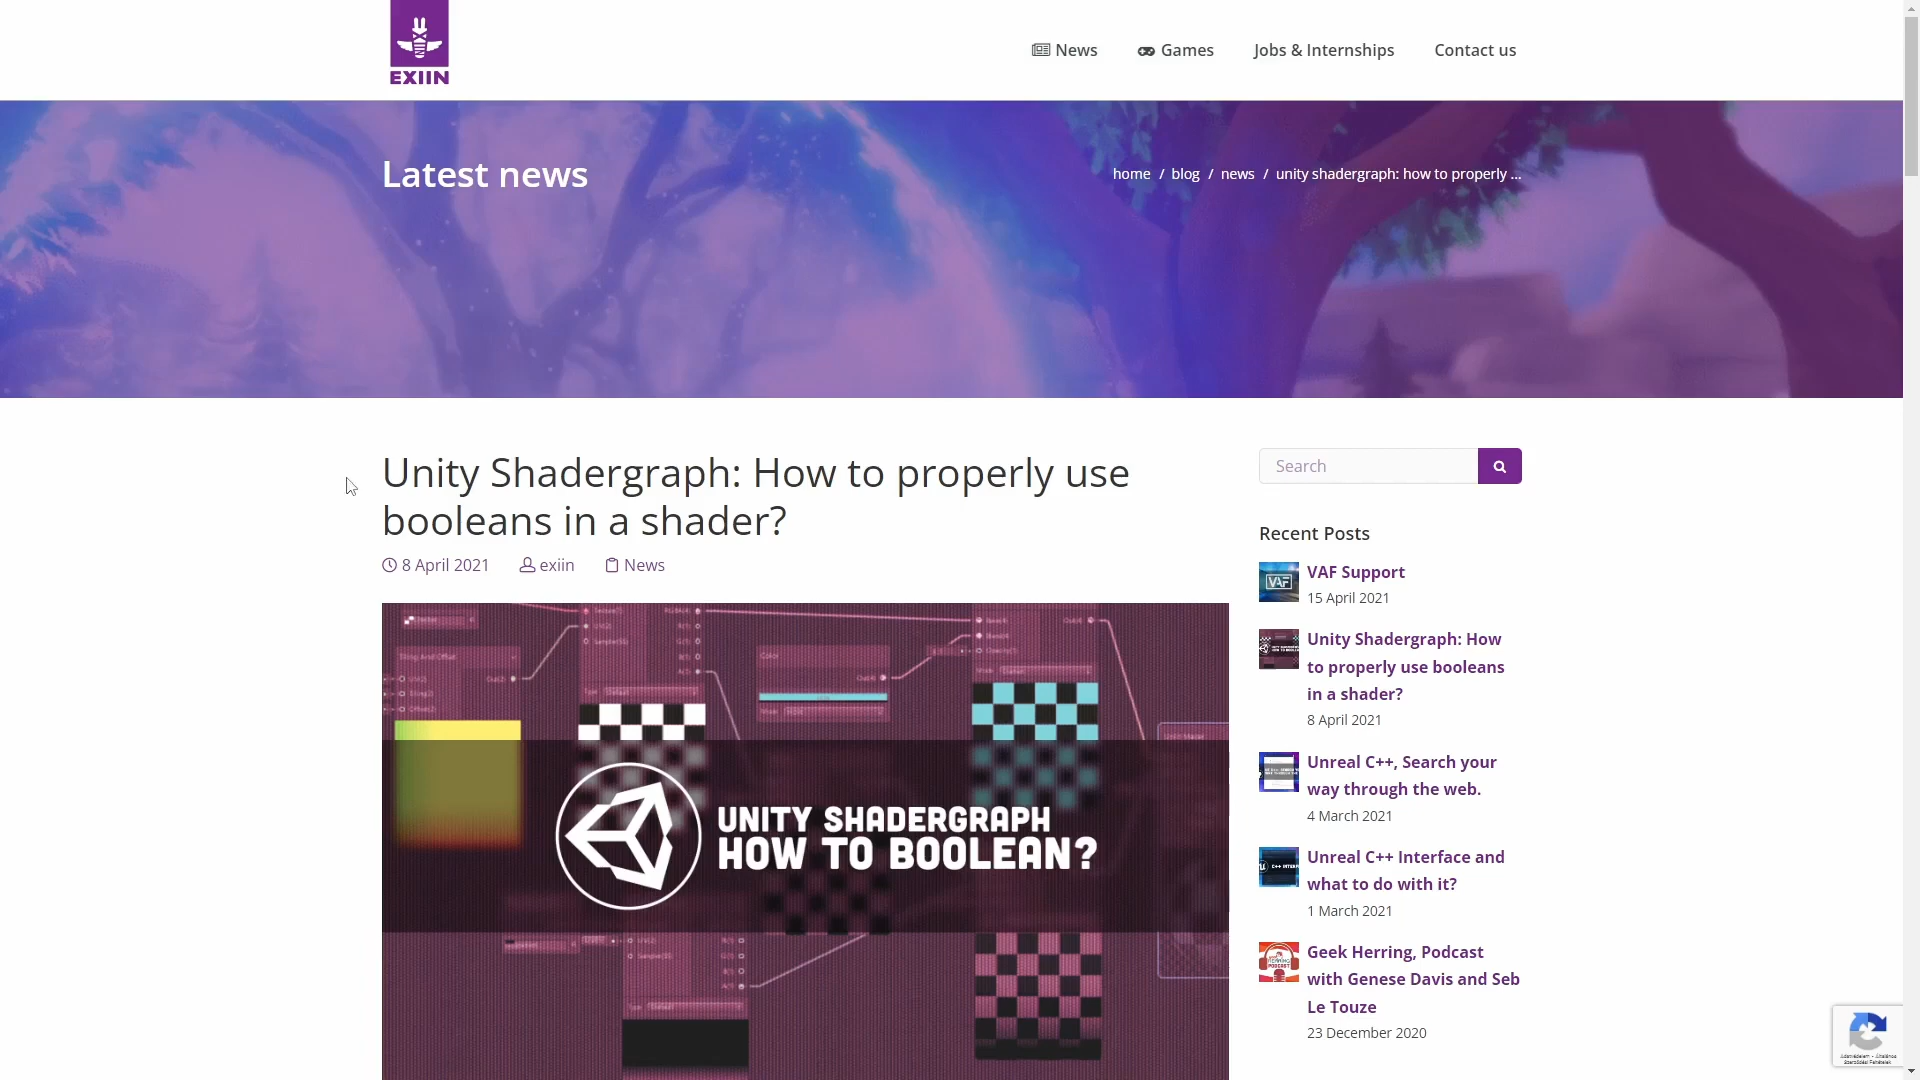 EXIIN
News
Games
Jobs & Internships
Contact us
Latest news
home / blog / news / unity shadergraph: how to properly ...
Unity Shadergraph: How to properly use
booleans in a shader?
8 April 2021
exiin
News
UNITY SHADERGRAPH
HOW TO BOOLEAN?
Search
Recent Posts
VAF Support
15 April 2021
Unity Shadergraph: How
to properly use booleans
in a shader?
8 April 2021
Unreal C++, Search your
way through the web.
4 March 2021
Unreal C++ Interface and
what to do with it?
1 March 2021
Geek Herring, Podcast
with Genese Davis and Seb
Le Touze
23 December 2020